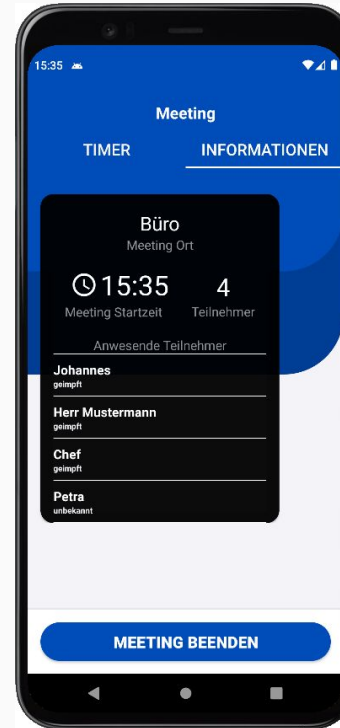 15:35
Meeting
TIMER INFORMATIONEN
Büro
Meeting Ort
15:35 4
Meeting Startzeit Teilnehmer
Anwesende Teilnehmer
Johannes
geimpft
Herr Mustermann
geimpft
Chef
geimpft
Petra
unbekannt
MEETING BEENDEN